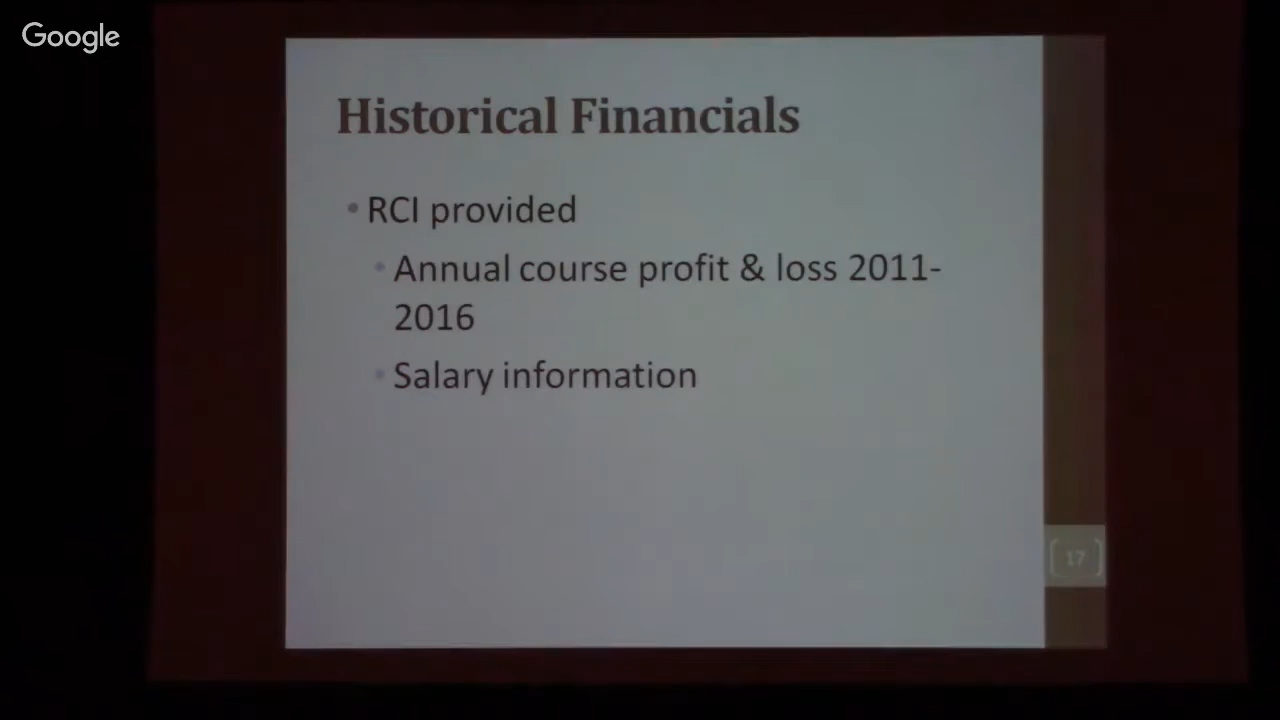 Google
Historical Financials
• RCI provided
• Annual course profit & loss 2011-
2016
• Salary information
17